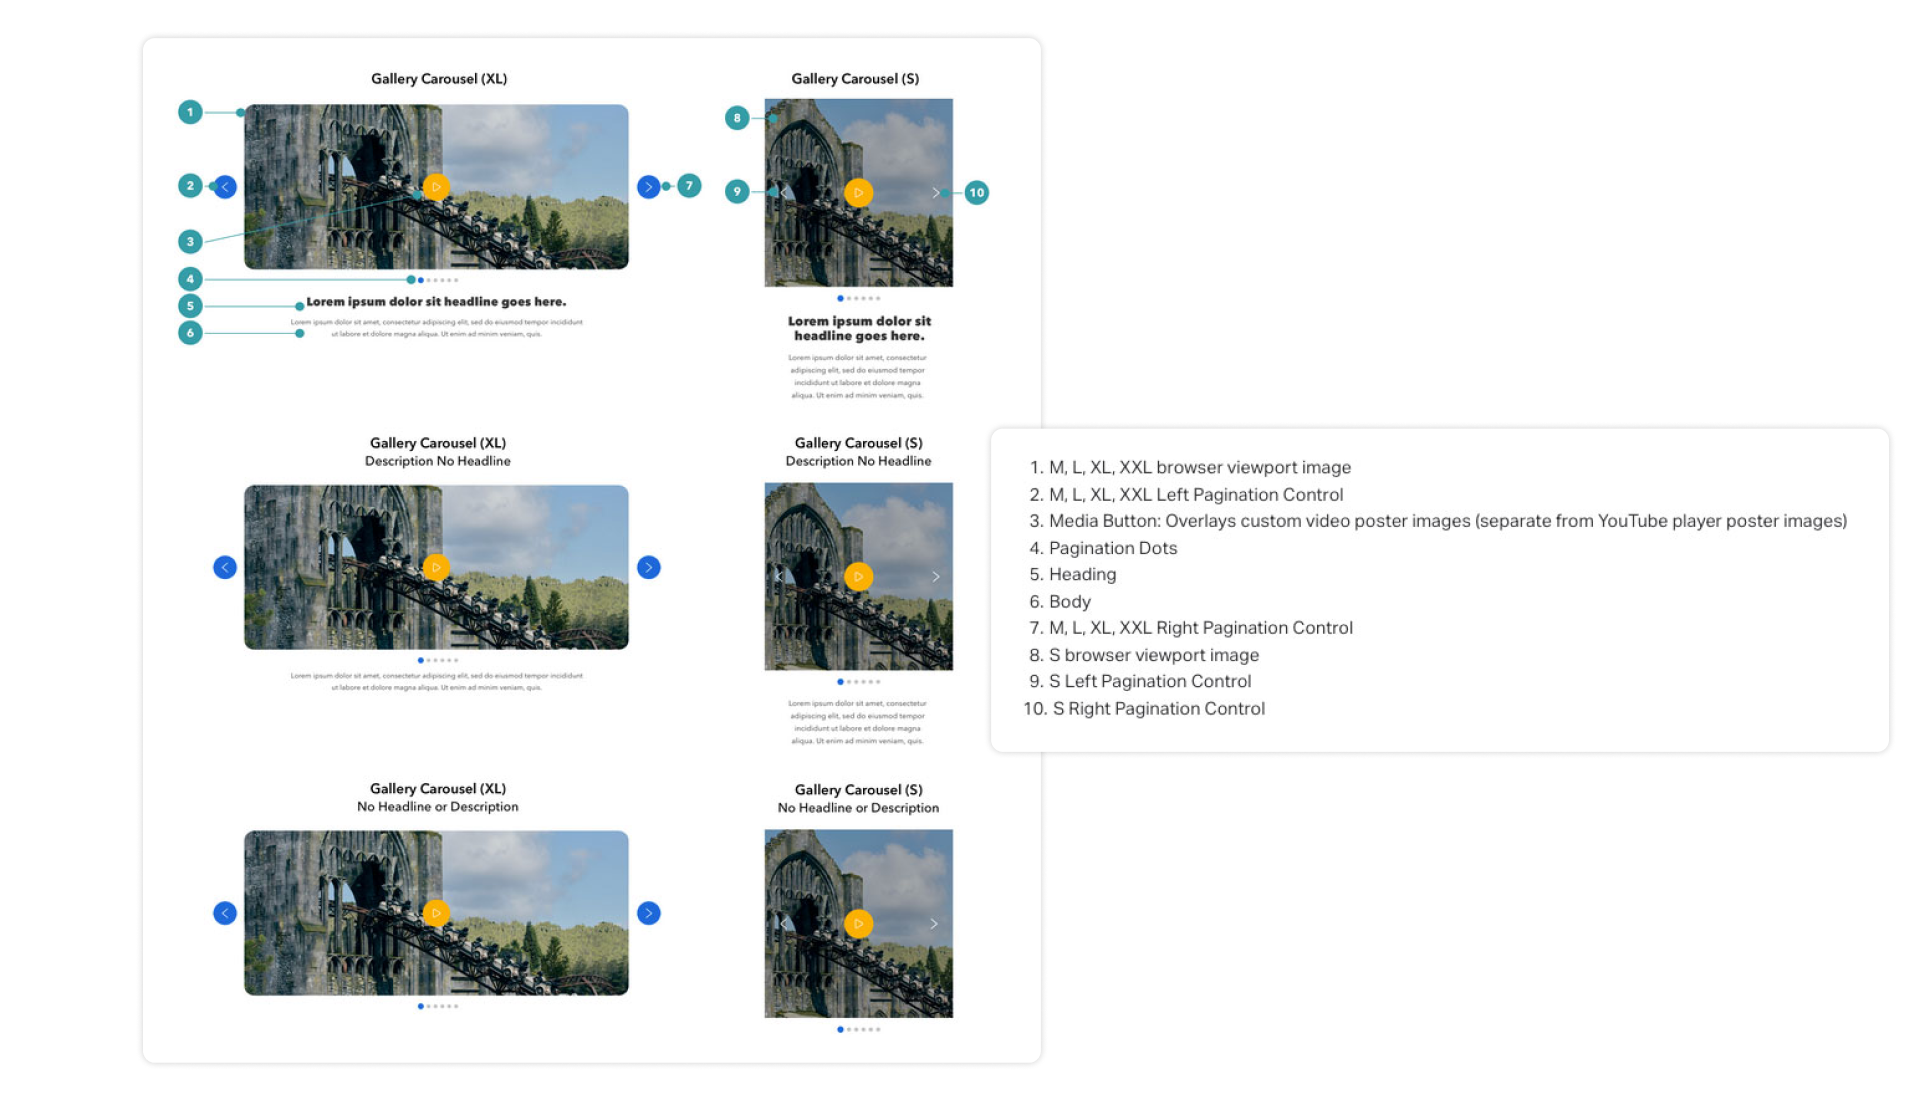 Gallery Carousel (XL)
1
2
3
4
5
6
7
Lorem ipsum dolor sit headline goes here.
Lorem ipsum dolor sit amet, consectetur adipiscing elit, sed do eiusmod tempor incididunt
ut labore et dolore magna aliqua. Ut enim ad minim veniam, quis.
Gallery Carousel (S)
8
9
10
Lorem ipsum dolor sit
headline goes here.
Lorem ipsum dolor sit amet, consectetur
adipiscing elit, sed do eiusmod tempor
incididunt ut labore et dolore magna
aliqua. Ut enim ad minim veniam, quis.
Gallery Carousel (XL)
Description No Headline
Lorem ipsum dolor sit amet, consectetur adipiscing elit, sed do eiusmod tempor incididunt
ut labore et dolore magna aliqua. Ut enim ad minim veniam, quis.
Gallery Carousel (S)
Description No Headline
Lorem ipsum dolor sit amet, consectetur
adipiscing elit, sed do eiusmod tempor
incididunt ut labore et dolore magna
aliqua. Ut enim ad minim veniam, quis.
Gallery Carousel (XL)
No Headline or Description
Gallery Carousel (S)
No Headline or Description
1. M, L, XL, XXL browser viewport image
2. M, L, XL, XXL Left Pagination Control
3. Media Button: Overlays custom video poster images (separate from YouTube player poster images)
4. Pagination Dots
5. Heading
6. Body
7. M, L, XL, XXL Right Pagination Control
8. S browser viewport image
9. S Left Pagination Control
10. S Right Pagination Control